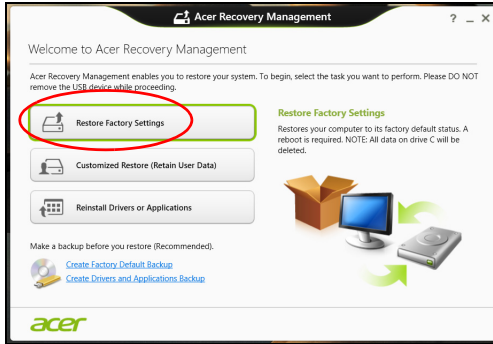 Acer Recovery Management
? _ X
Welcome to Acer Recovery Management
Acer Recovery Management enables you to restore your system. To begin, select the task you want to perform. Please DO NOT
remove the USB device while proceeding.
Restore Factory Settings
Customized Restore (Retain User Data)
Reinstall Drivers or Applications
Restore Factory Settings
Restores your computer to its factory default status. A
reboot is required. NOTE: All data on drive C will be
deleted.
Make a backup before you restore (Recommended).
Create Factory Default Backup
Create Drivers and Applications Backup
acer